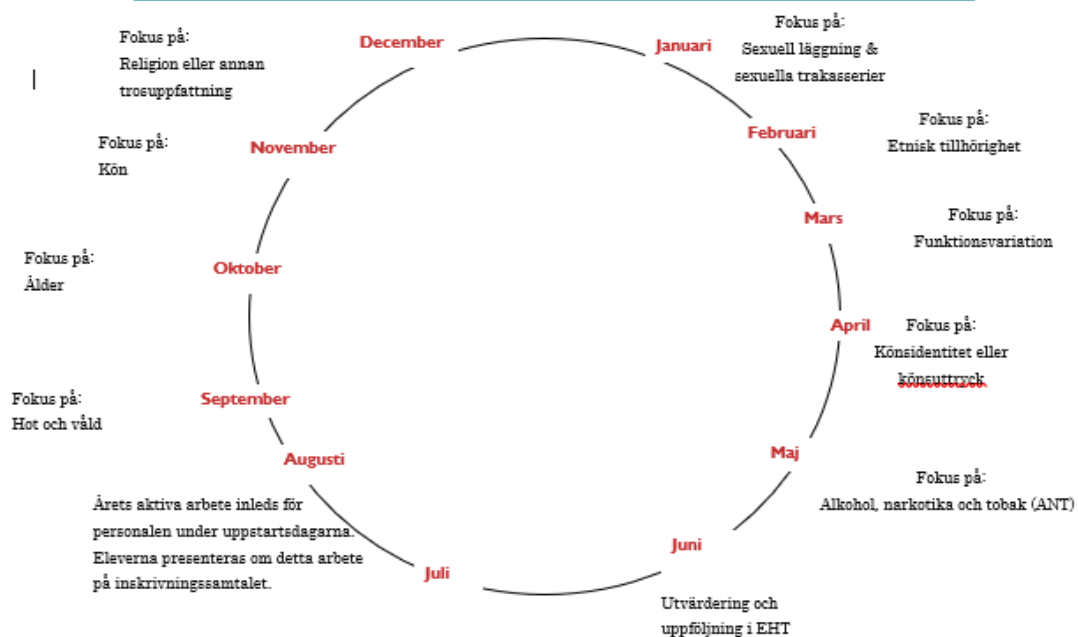 Januari
Fokus på:
Sexuell läggning &
sexuella trakasserier
Februari
Fokus på:
Etnisk tillhörighet
Mars
Fokus på:
Funktionsvariation
April
Fokus på:
Könsidentitet eller
könsuttryck
Maj
Fokus på:
Alkohol, narkotika och tobak (ANT)
Juni
Utvärdering och
uppföljning i EHT
Juli
Augusti
Årets aktiva arbete inleds för
personalen under uppstartsdagarna.
Eleverna presenteras om detta arbete
på inskrivningssamtalet.
September
Fokus på:
Hot och våld
Oktober
Fokus på:
Ålder
November
Fokus på:
Kön
December
Fokus på:
Religion eller annan
trosuppfattning